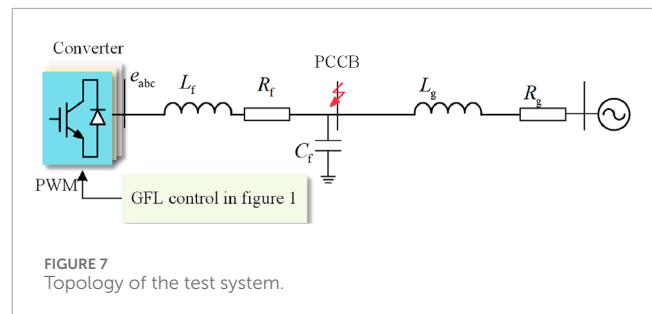 Converter
e_abc
L_f
R_f
PCCB
L_g
R_g
C_f
PWM
GFL control in figure 1
FIGURE 7
Topology of the test system.